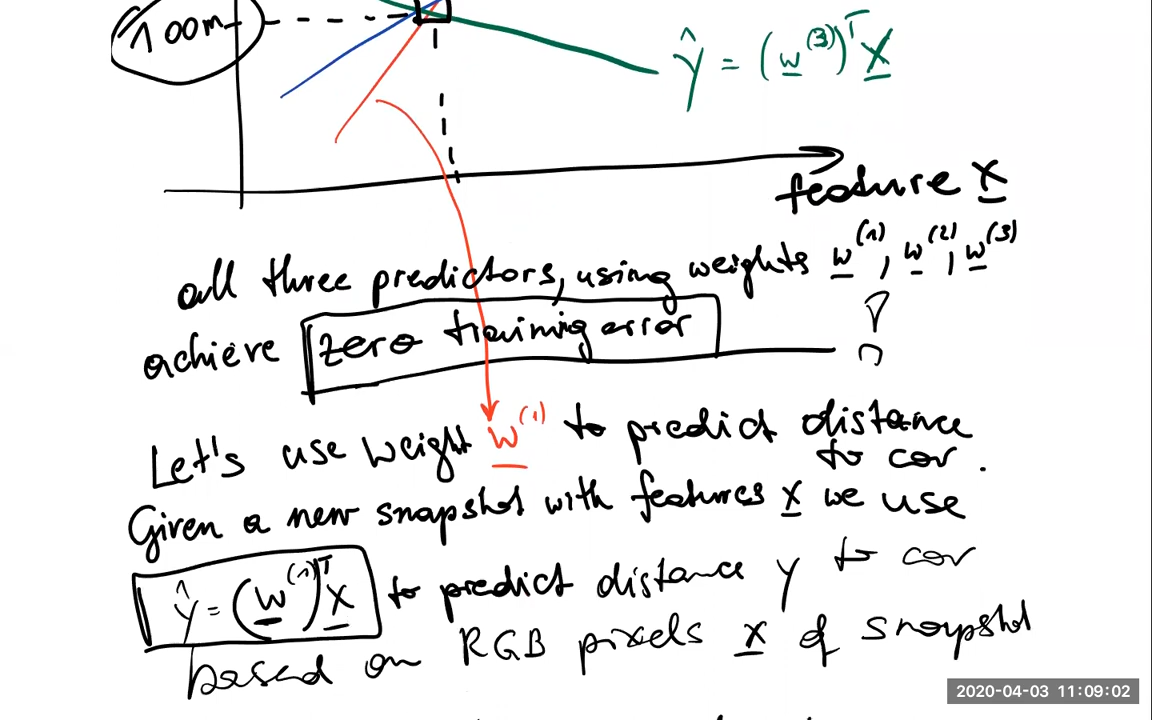 100m
ŷ = (w^(3))^T x
feature x
all three predictors, using weights w^(1), w^(2), w^(3)
achieve zero training error !
Let's use weight w^(1) to predict distance
to car.
Given a new snapshot with features x we use
ŷ = (w^(1))^T x to predict distance y to car
based on RGB pixels x of snapshot
2020-04-03 11:09:02